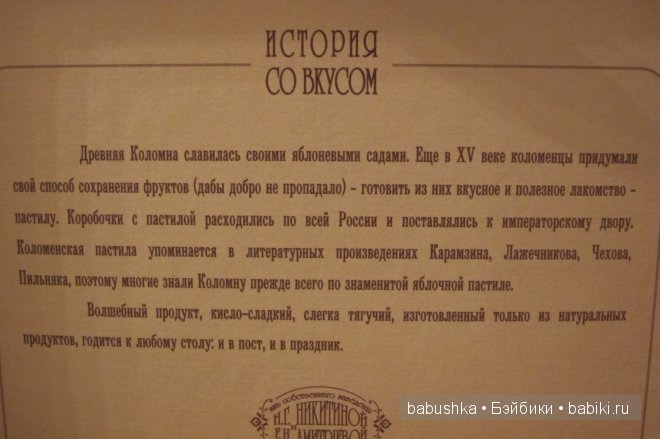 ИСТОРИЯ
СО ВКУСОМ
Древняя Коломна славилась своими яблоневыми садами. Еще в XV веке коломенцы придумали
свой способ сохранения фруктов (дабы добро не пропадало) - готовить из них вкусное и полезное лакомство -
пастилу. Коробочки с пастилой расходились по всей России и поставлялись к императорскому двору.
Коломенская пастила упоминается в литературных произведениях Карамзина, Лажечникова, Чехова,
Пильняка, поэтому многие знали Коломну прежде всего по знаменитой яблочной пастиле.
Волшебный продукт, кисло-сладкий, слегка тягучий, изготовленный только из натуральных
продуктов, годится к любому столу: и в пост, и в праздник.
собственного заведения
Н.Г. НИКИТИНОЙ
babushka • Бэйбики • babiki.ru